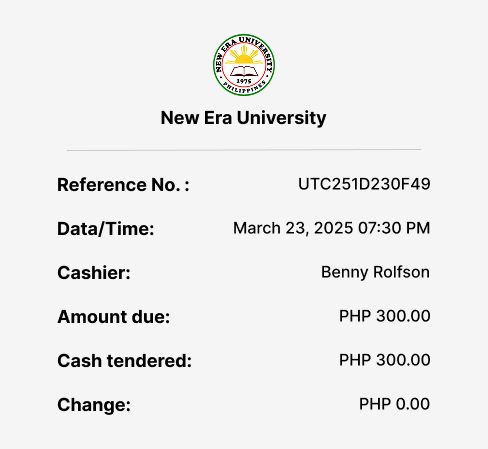 NEW ERA UNIVERSITY
1975
PHILIPPINES
New Era University
Reference No. : UTC251D230F49
Data/Time: March 23, 2025 07:30 PM
Cashier: Benny Rolfson
Amount due: PHP 300.00
Cash tendered: PHP 300.00
Change: PHP 0.00